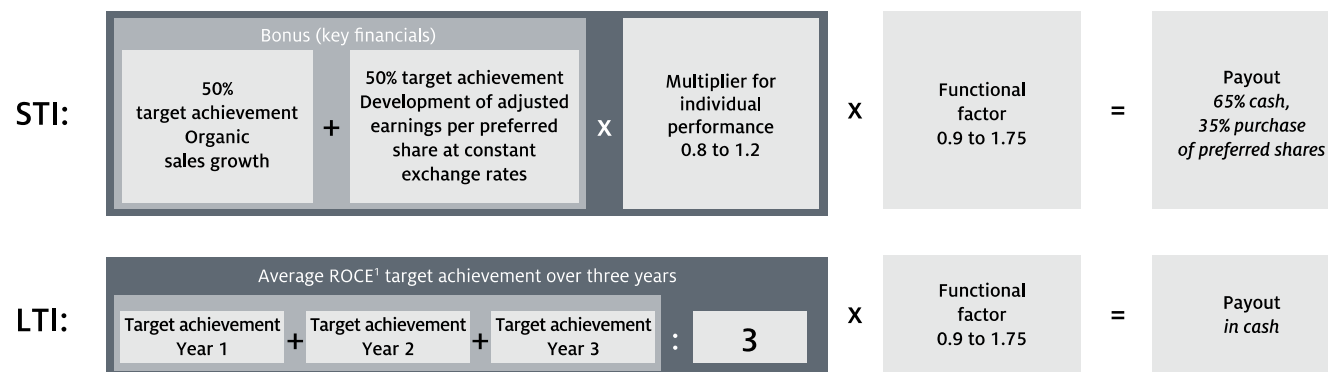 STI:
Bonus (key financials)
50%
target achievement
Organic
sales growth
+
50% target achievement
Development of adjusted
earnings per preferred
share at constant
exchange rates
x
Multiplier for
individual
performance
0.8 to 1.2
x
Functional
factor
0.9 to 1.75
=
Payout
65% cash,
35% purchase
of preferred shares
LTI:
Average ROCE¹ target achievement over three years
Target achievement
Year 1
+
Target achievement
Year 2
+
Target achievement
Year 3
:
3
x
Functional
factor
0.9 to 1.75
=
Payout
in cash